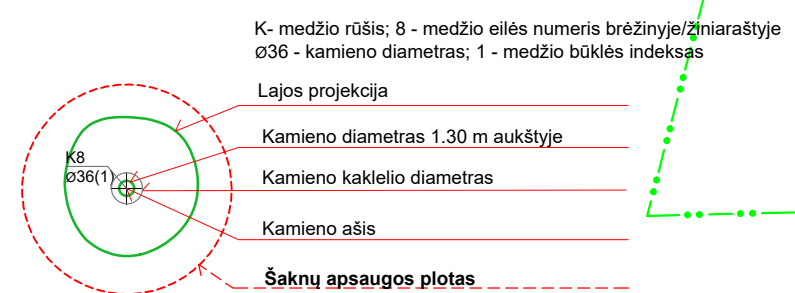 K- medžio rūšis; 8 - medžio eilės numeris brėžinyje/žiniaraštyje
Ø36 - kamieno diametras; 1 - medžio būklės indeksas
Lajos projekcija
Kamieno diametras 1.30 m aukštyje
K8
Ø36(1)
Kamieno kaklelio diametras
Kamieno ašis
Šaknų apsaugos plotas